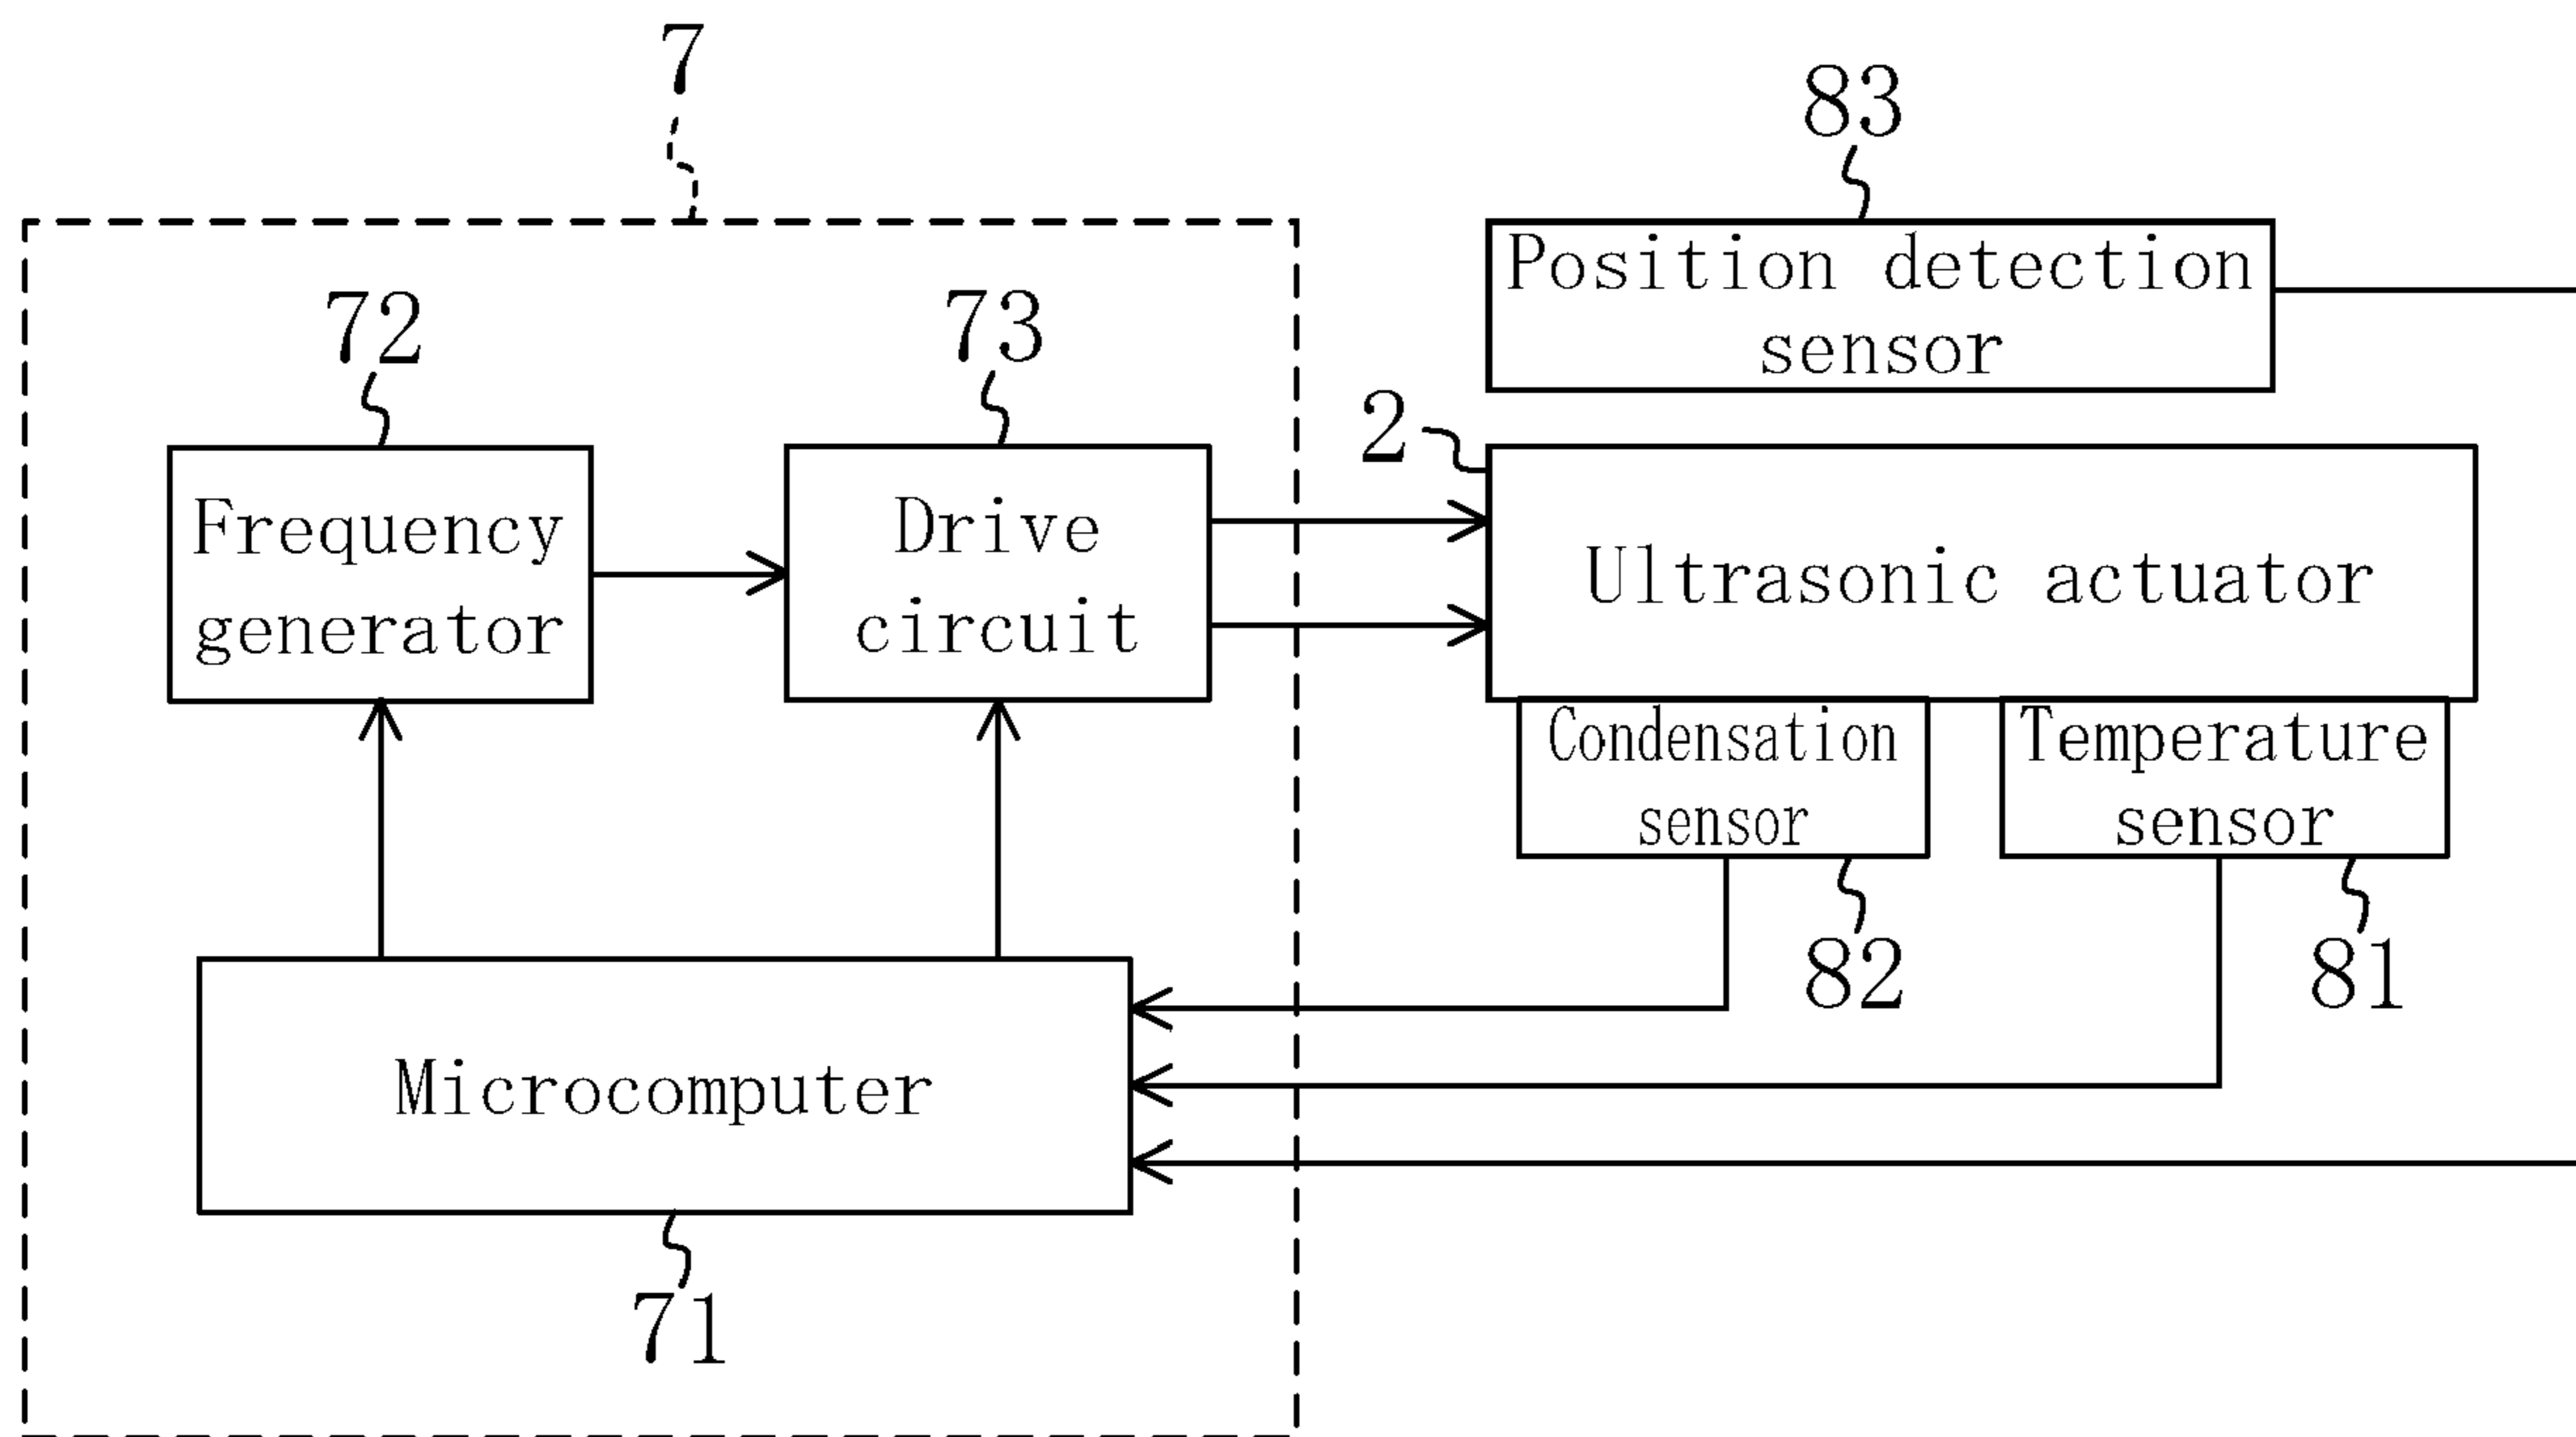 7
83
Position detection
sensor
72
73
2
Frequency
generator
Drive
circuit
Ultrasonic actuator
Condensation
sensor
Temperature
sensor
82
81
Microcomputer
71